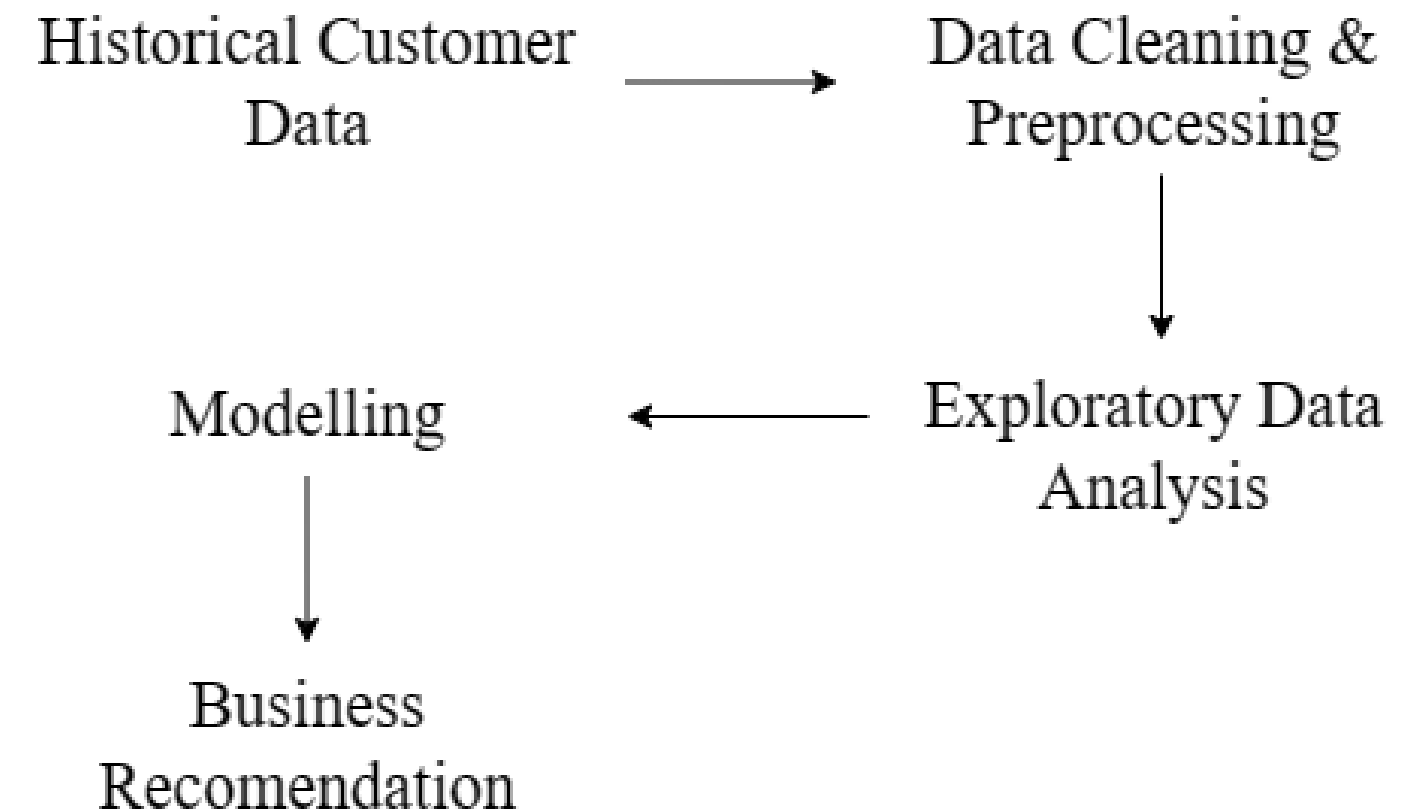 Historical Customer
Data
Data Cleaning &
Preprocessing
Exploratory Data
Analysis
Modelling
Business
Recomendation